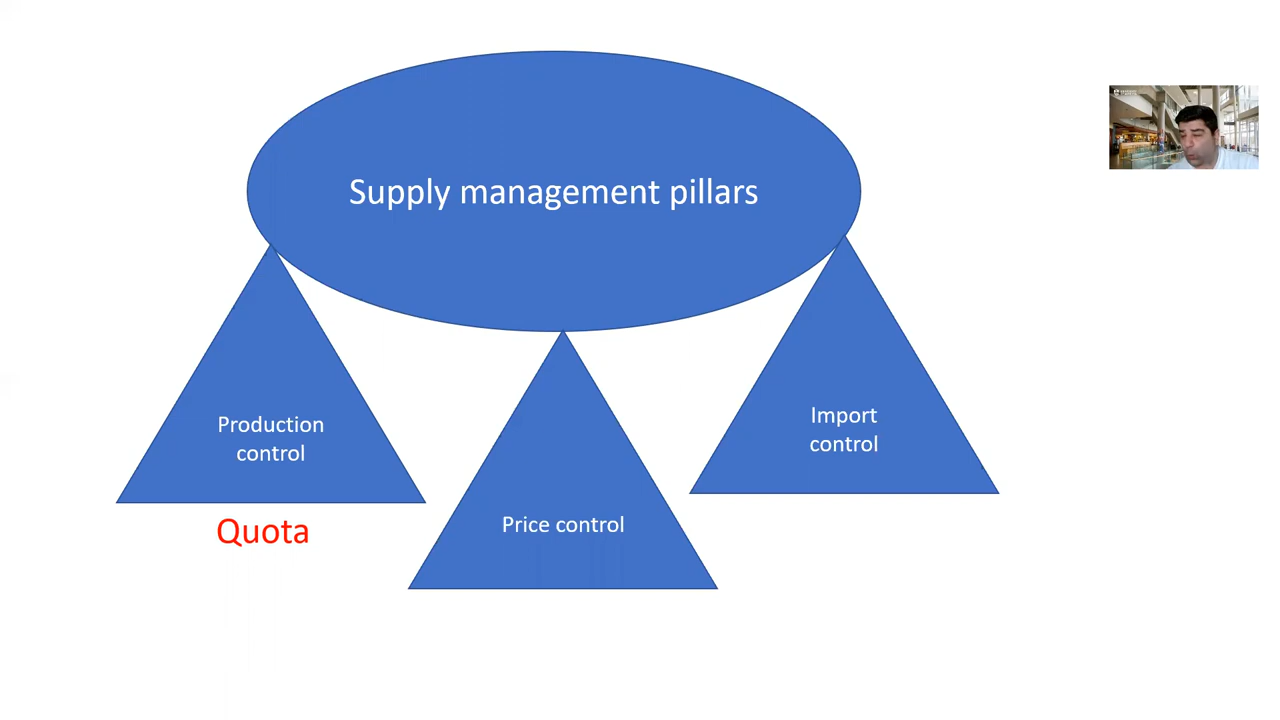 Supply management pillars
Production
control
Quota
Price control
Import
control